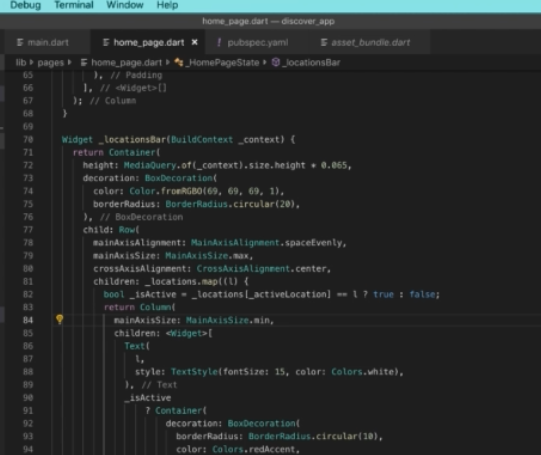 Debug Terminal Window Help
home_page.dart — discover_app
main.dart home_page.dart × ! pubspec.yaml asset_bundle.dart
lib › pages › home_page.dart › _HomePageState › _locationsBar
65 ), // Padding
66 ], // <Widget>[]
67 ); // Column
68 }
69
70 Widget _locationsBar(BuildContext _context) {
71 return Container(
72 height: MediaQuery.of(_context).size.height * 0.065,
73 decoration: BoxDecoration(
74 color: Color.fromRGBO(69, 69, 69, 1),
75 borderRadius: BorderRadius.circular(20),
76 ), // BoxDecoration
77 child: Row(
78 mainAxisAlignment: MainAxisAlignment.spaceEvenly,
79 mainAxisSize: MainAxisSize.max,
80 crossAxisAlignment: CrossAxisAlignment.center,
81 children: _locations.map((l) {
82 bool _isActive = _locations[_activeLocation] == l ? true : false;
83 return Column(
84 mainAxisSize: MainAxisSize.min,
85 children: <Widget>[
86 Text(
87 l,
88 style: TextStyle(fontSize: 15, color: Colors.white),
89 ), // Text
90 _isActive
91 ? Container(
92 decoration: BoxDecoration(
93 borderRadius: BorderRadius.circular(10),
94 color: Colors.redAccent,